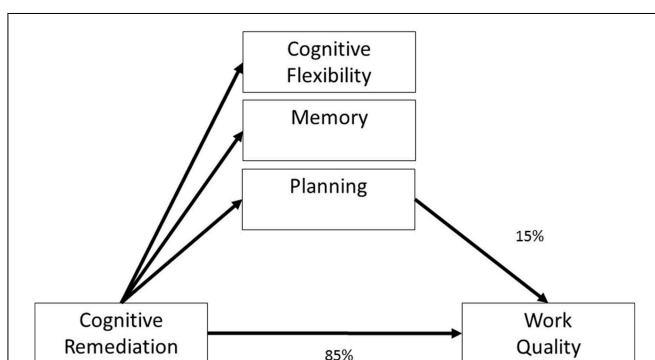 Cognitive
Flexibility
Memory
Planning
15%
Cognitive
Remediation
85%
Work
Quality